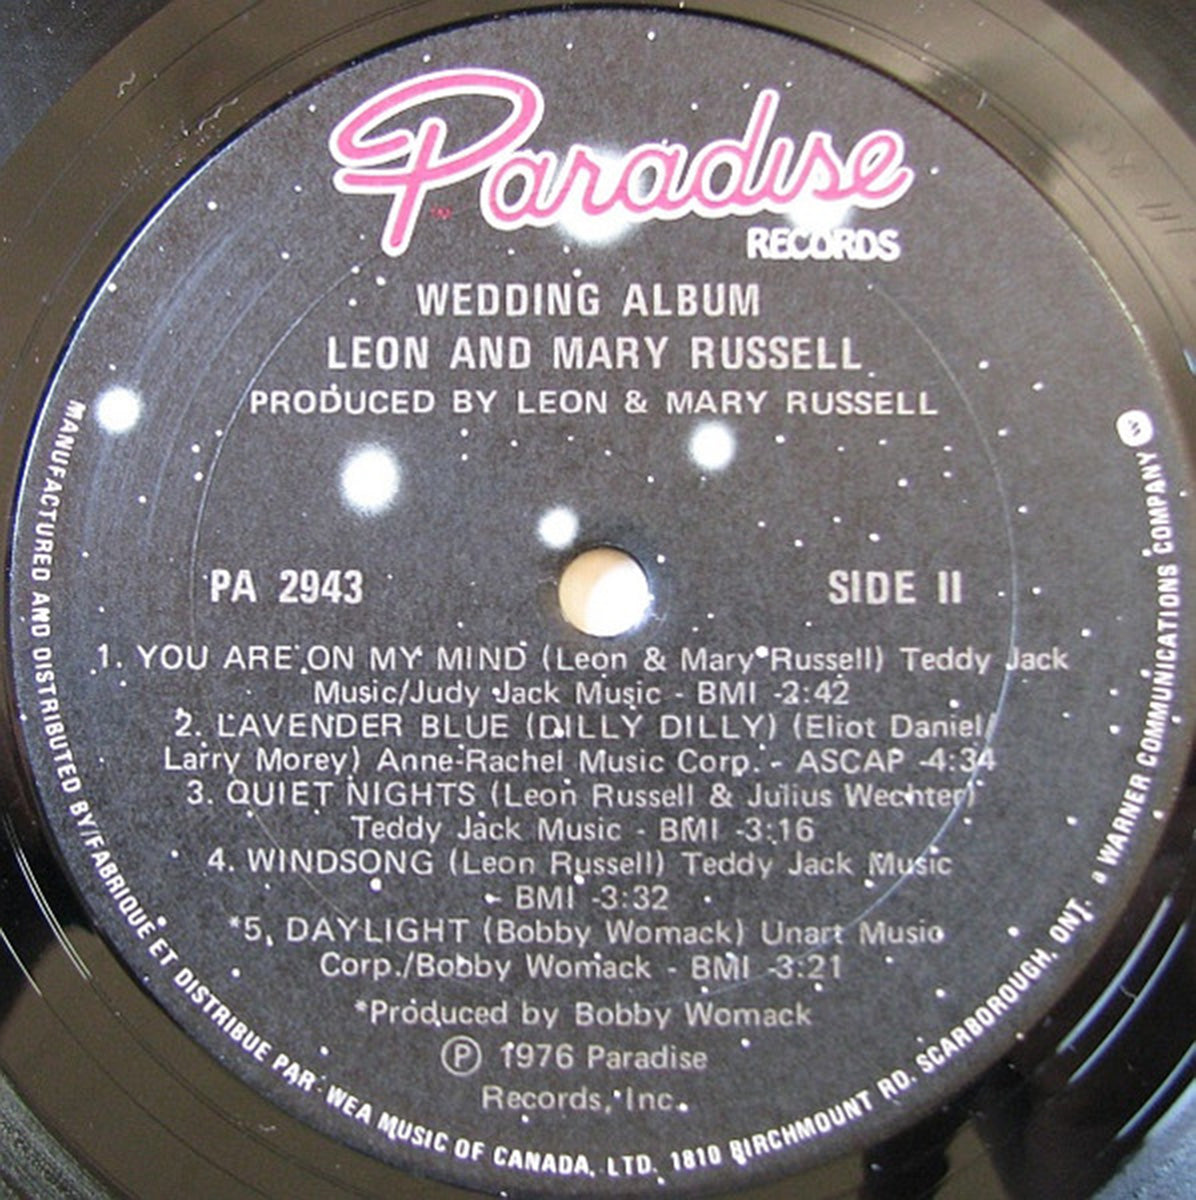 Paradise
RECORDS
WEDDING ALBUM
LEON AND MARY RUSSELL
PRODUCED BY LEON & MARY RUSSELL
PA 2943
SIDE II
1. YOU ARE ON MY MIND (Leon & Mary Russell) Teddy Jack
Music/Judy Jack Music - BMI -2:42
2. LAVENDER BLUE (DILLY DILLY) (Eliot Daniel/
Larry Morey) Anne-Rachel Music Corp. - ASCAP -4:34
3. QUIET NIGHTS (Leon Russell & Julius Wechter)
Teddy Jack Music - BMI -3:16
4. WINDSONG (Leon Russell) Teddy Jack Music
- BMI -3:32
*5. DAYLIGHT (Bobby Womack) Unart Music
Corp./Bobby Womack - BMI -3:21
*Produced by Bobby Womack
Ⓟ 1976 Paradise
Records, Inc.
MANUFACTURED AND DISTRIBUTED BY/FABRIQUE ET DISTRIBUE PAR · WEA MUSIC OF CANADA, LTD. 1810 BIRCHMOUNT RD. SCARBOROUGH, ONT. a WARNER COMMUNICATIONS COMPANY